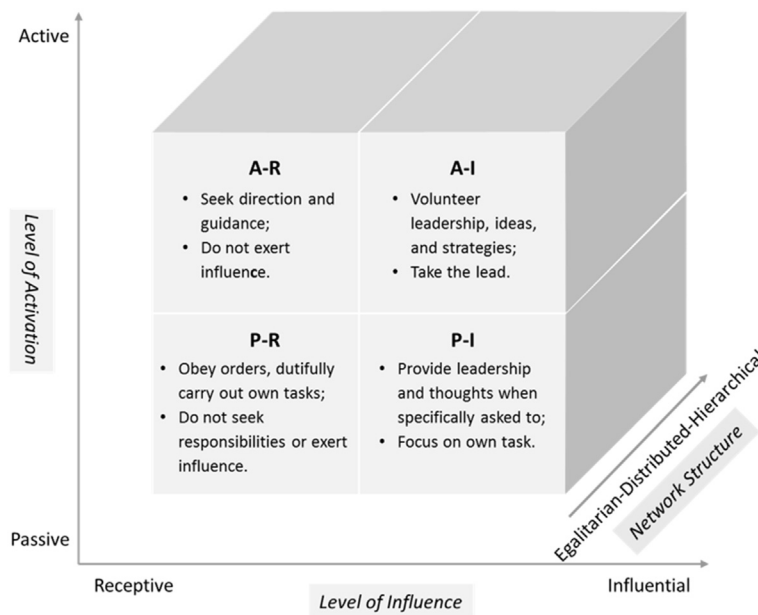 Active
A-R
• Seek direction and
guidance;
• Do not exert
influence.
A-I
• Volunteer
leadership, ideas,
and strategies;
• Take the lead.
Level of Activation
P-R
• Obey orders, dutifully
carry out own tasks;
• Do not seek
responsibilities or exert
influence.
P-I
• Provide leadership
and thoughts when
specifically asked to;
• Focus on own task.
Egalitarian-Distributed-Hierarchical
Network Structure
Passive
Receptive
Level of Influence
Influential